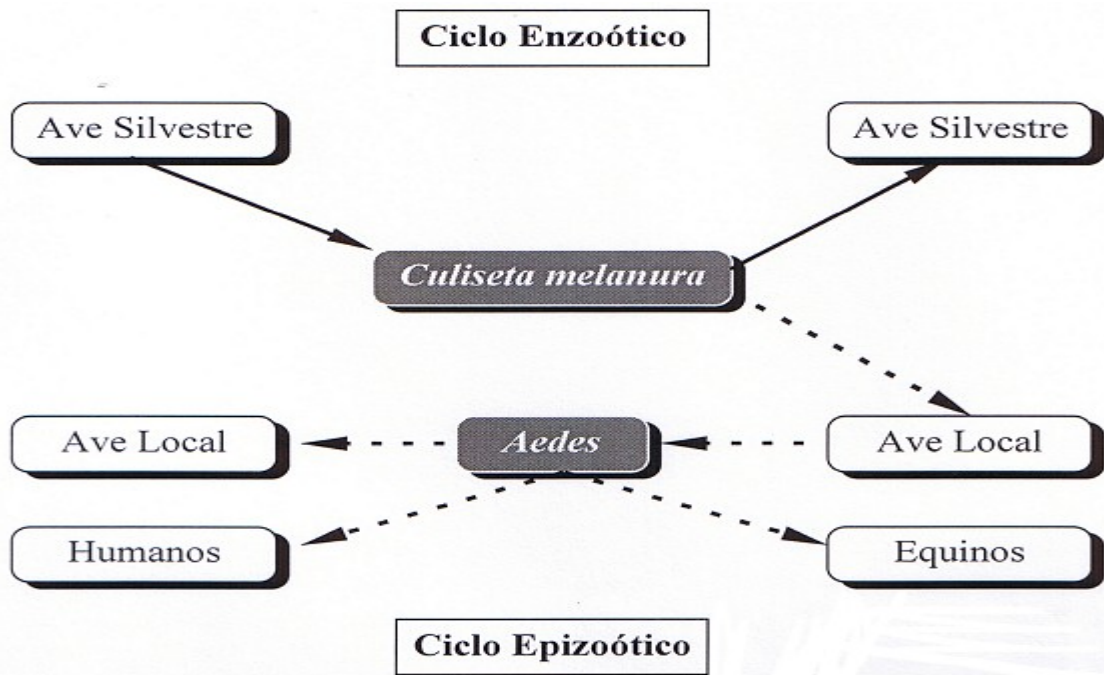 Ciclo Enzoótico
Ave Silvestre
Ave Silvestre
Culiseta melanura
Ave Local
Aedes
Ave Local
Humanos
Equinos
Ciclo Epizoótico